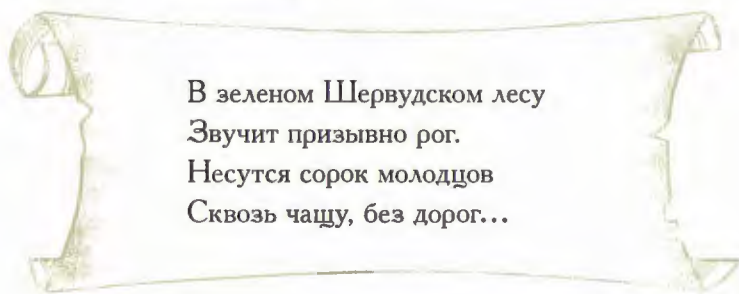 В зеленом Шервудском лесу
Звучит призывно рог.
Несутся сорок молодцов
Сквозь чащу, без дорог...